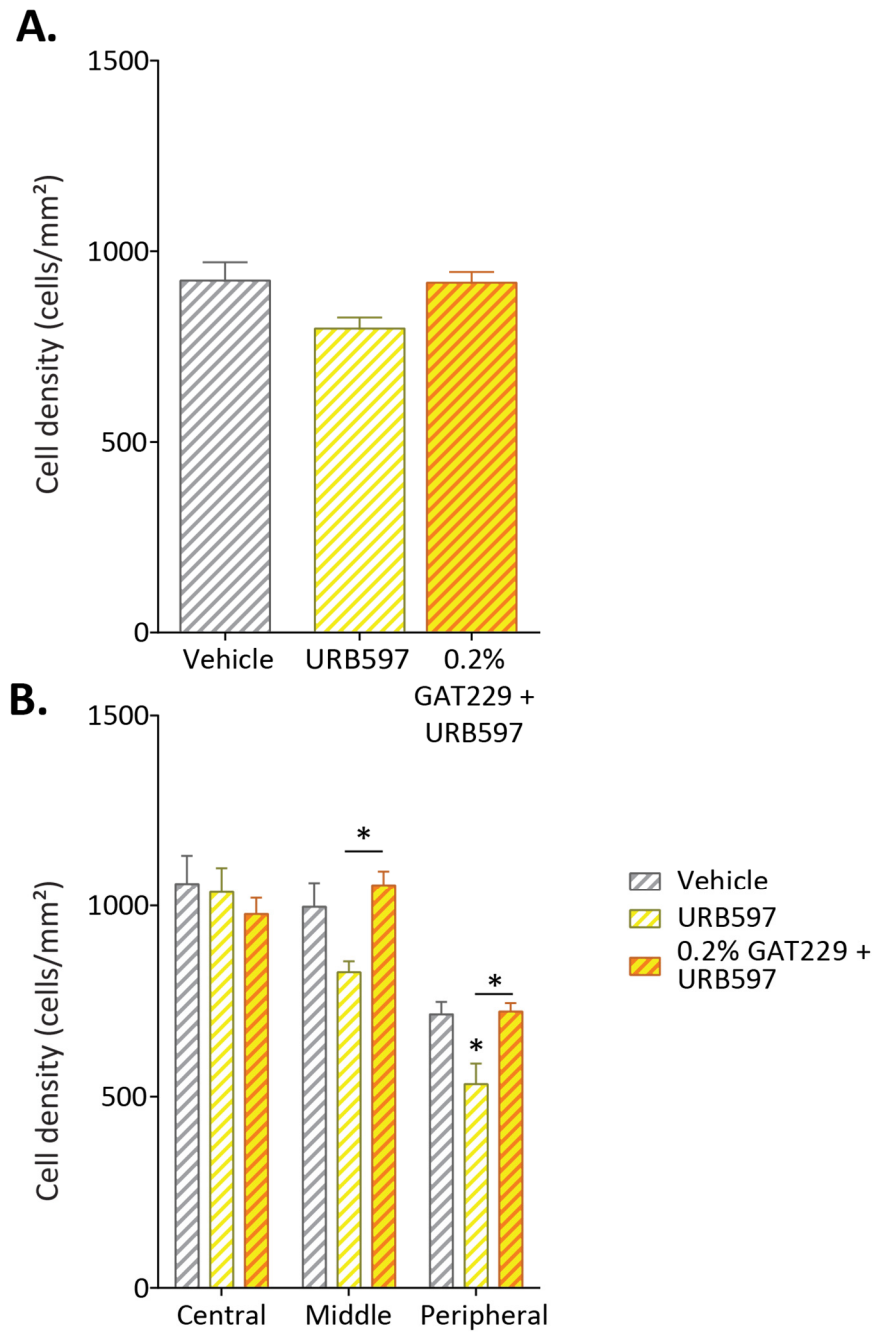 A.
1500
1000
500
0
Cell density (cells/mm²)
Vehicle
URB597
0.2%
GAT229 +
URB597
B.
1500
1000
500
0
Cell density (cells/mm²)
*
*
*
Central
Middle
Peripheral
Vehicle
URB597
0.2% GAT229 +
URB597